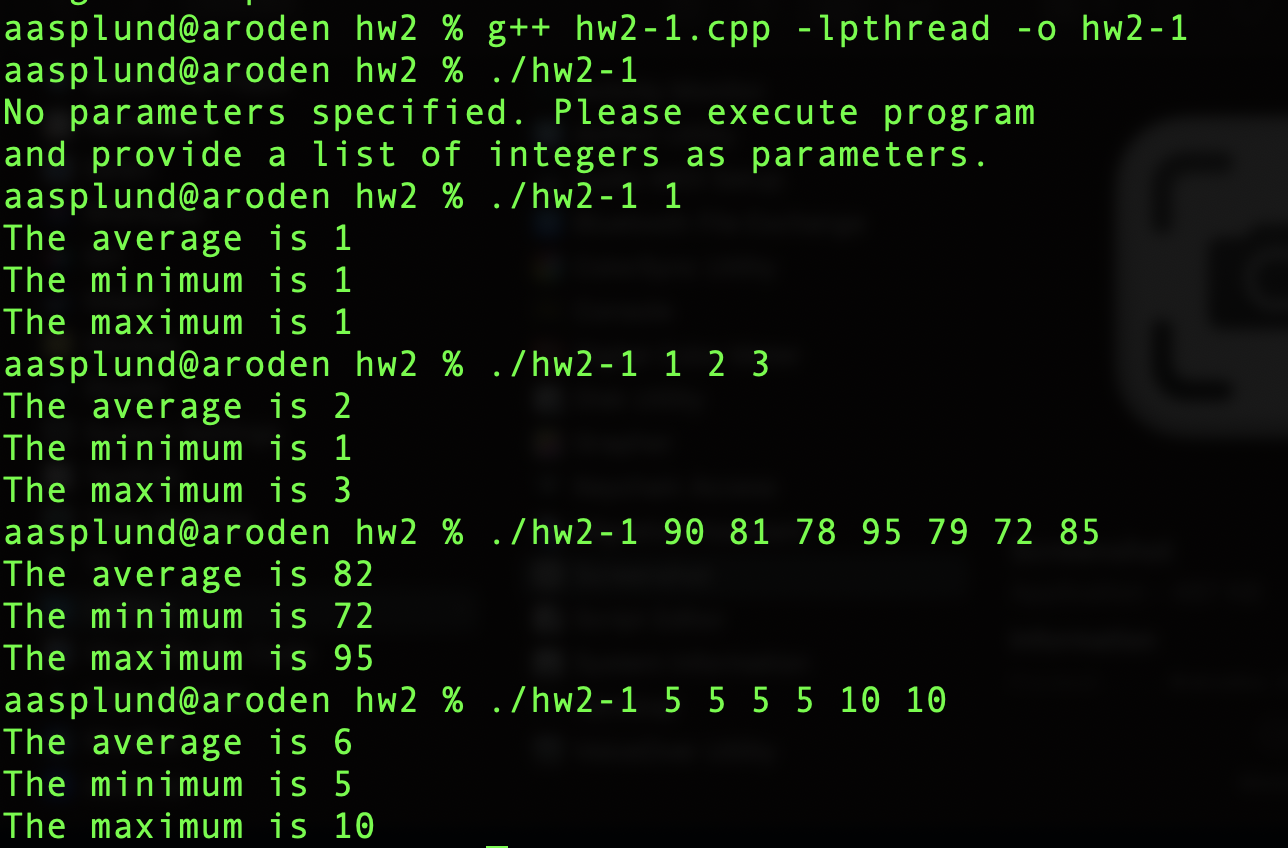 aasplund@aroden hw2 % g++ hw2-1.cpp -lpthread -o hw2-1
aasplund@aroden hw2 % ./hw2-1
No parameters specified. Please execute program
and provide a list of integers as parameters.
aasplund@aroden hw2 % ./hw2-1 1
The average is 1
The minimum is 1
The maximum is 1
aasplund@aroden hw2 % ./hw2-1 1 2 3
The average is 2
The minimum is 1
The maximum is 3
aasplund@aroden hw2 % ./hw2-1 90 81 78 95 79 72 85
The average is 82
The minimum is 72
The maximum is 95
aasplund@aroden hw2 % ./hw2-1 5 5 5 5 10 10
The average is 6
The minimum is 5
The maximum is 10